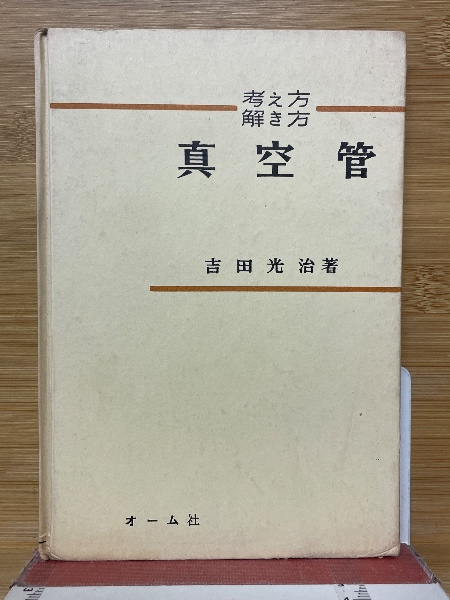 考え方
解き方
真空管
吉田光治著
オーム社